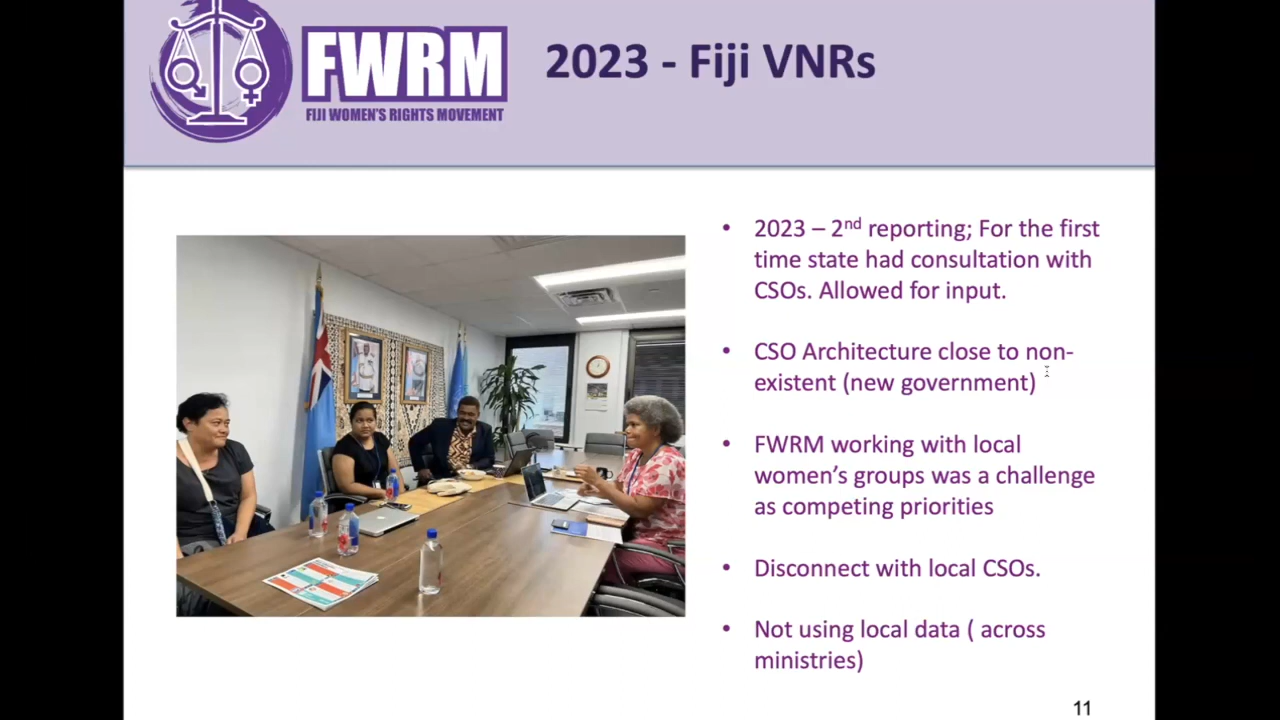 FWRM
FIJI WOMEN'S RIGHTS MOVEMENT
2023 - Fiji VNRs
• 2023 – 2nd reporting; For the first
time state had consultation with
CSOs. Allowed for input.
• CSO Architecture close to non-
existent (new government)
• FWRM working with local
women's groups was a challenge
as competing priorities
• Disconnect with local CSOs.
• Not using local data ( across
ministries)
11